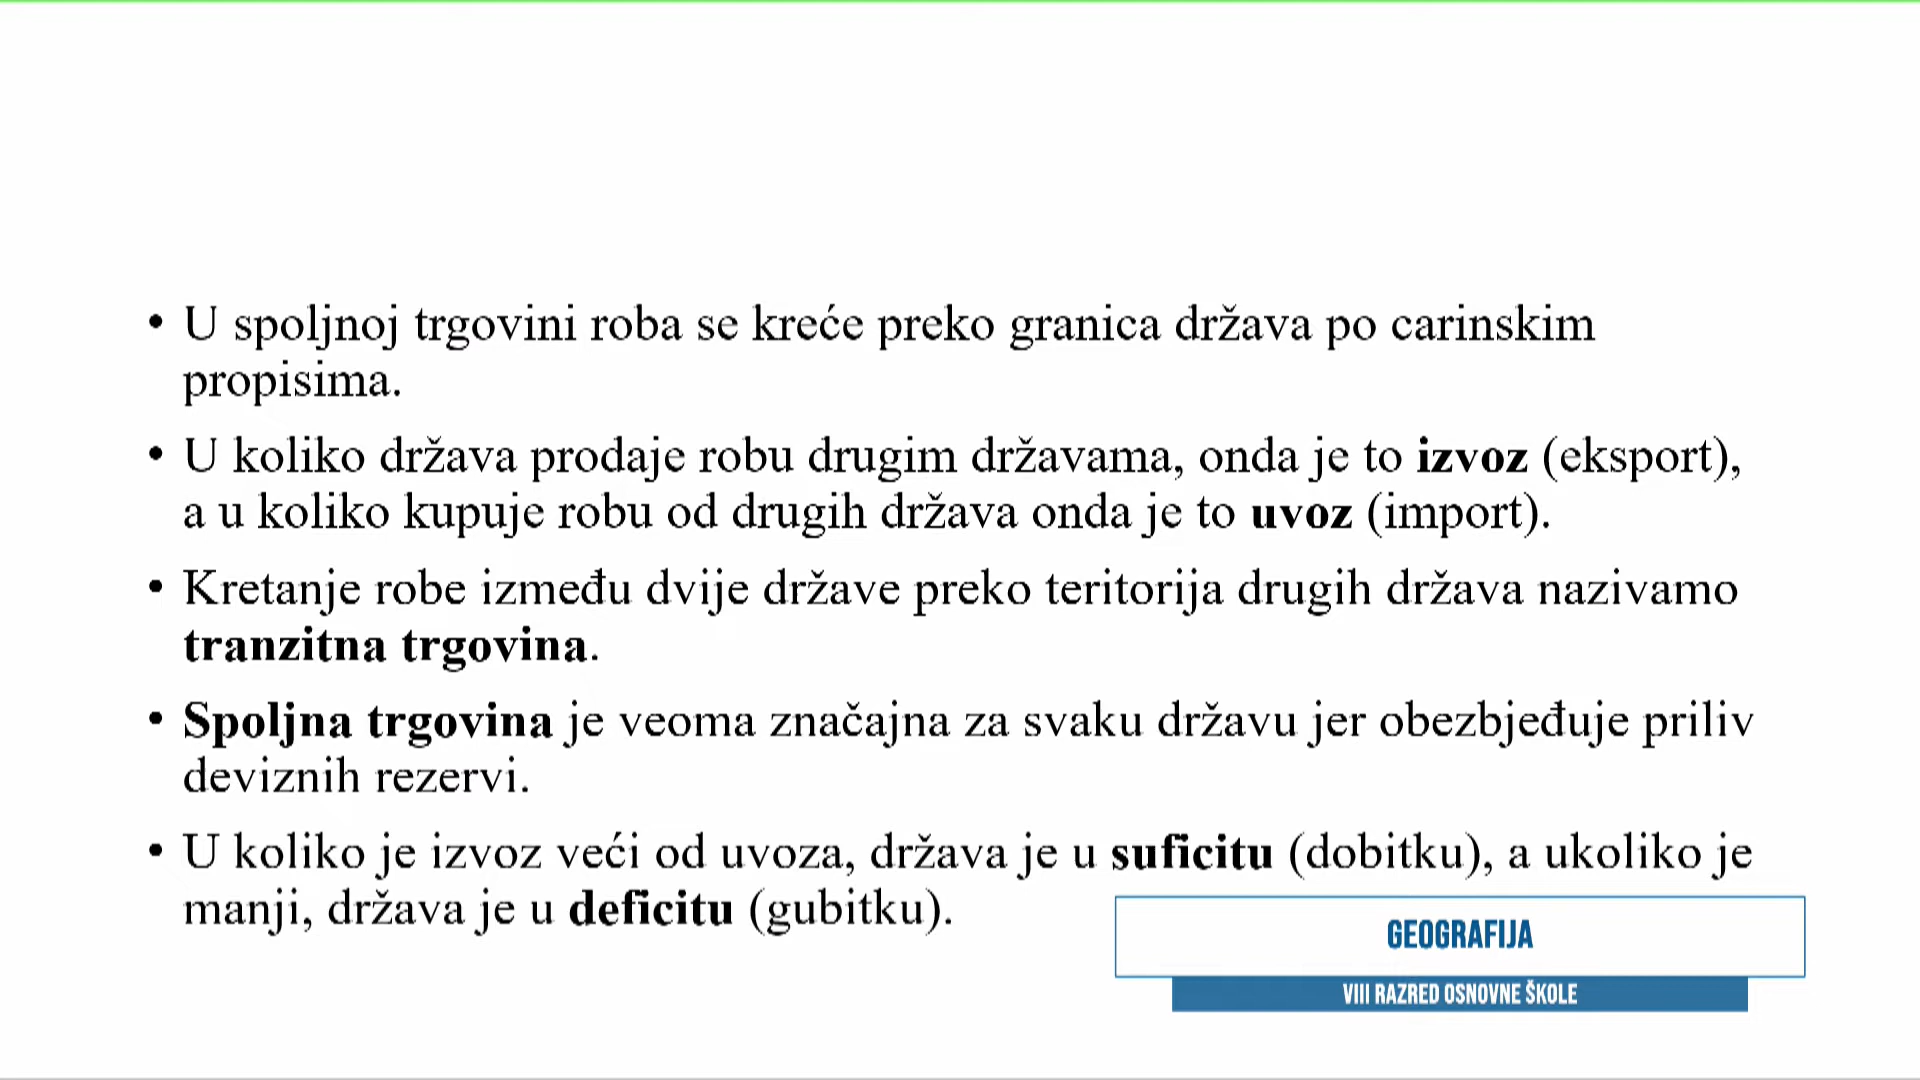 • U spoljnoj trgovini roba se kreće preko granica država po carinskim
propisima.
• U koliko država prodaje robu drugim državama, onda je to izvoz (eksport),
a u koliko kupuje robu od drugih država onda je to uvoz (import).
• Kretanje robe između dvije države preko teritorija drugih država nazivamo
tranzitna trgovina.
• Spoljna trgovina je veoma značajna za svaku državu jer obezbjeđuje priliv
deviznih rezervi.
• U koliko je izvoz veći od uvoza, država je u suficitu (dobitku), a ukoliko je
manji, država je u deficitu (gubitku).
GEOGRAFIJA
VIII RAZRED OSNOVNE ŠKOLE